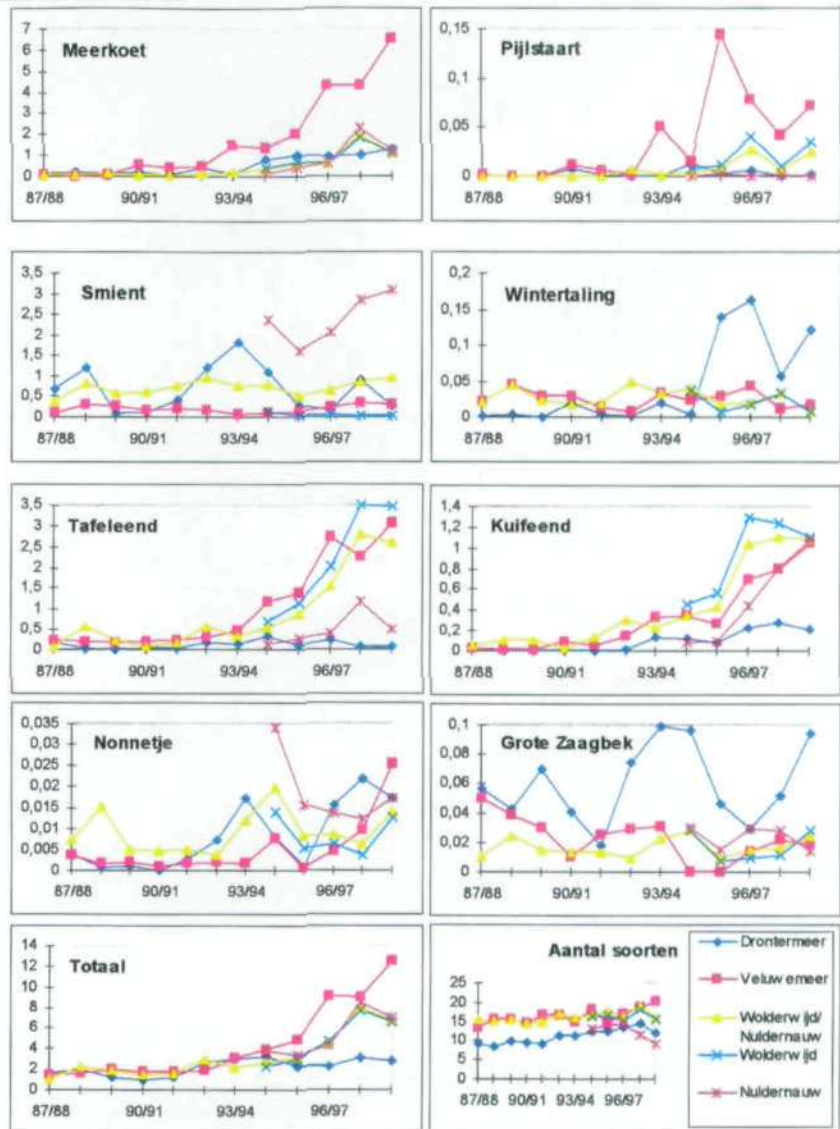 Meerkoet
7
6
5
4
3
2
1
0
87/88 90/91 93/94 96/97
Pijlstaart
0,15
0,1
0,05
0
87/88 90/91 93/94 96/97
Smient
3,5
3
2,5
2
1,5
1
0,5
0
87/88 90/91 93/94 96/97
Wintertaling
0,2
0,15
0,1
0,05
0
87/88 90/91 93/94 96/97
Tafeleend
3,5
3
2,5
2
1,5
1
0,5
0
87/88 90/91 93/94 96/97
Kuifeend
1,4
1,2
1
0,8
0,6
0,4
0,2
0
87/88 90/91 93/94 96/97
Nonnetje
0,035
0,03
0,025
0,02
0,015
0,01
0,005
0
87/88 90/91 93/94 96/97
Grote Zaagbek
0,1
0,08
0,06
0,04
0,02
0
87/88 90/91 93/94 96/97
Totaal
14
12
10
8
6
4
2
0
87/88 90/91 93/94 96/97
Aantal soorten
25
20
15
10
5
0
87/88 90/91 93/94 96/97
Drontermeer
Veluwemeer
Wolderwijd/
Nuldernauw
Wolderwijd
Nuldernauw